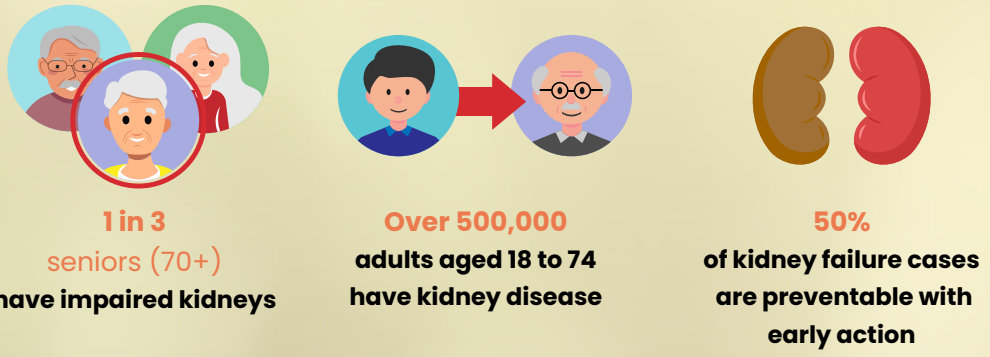 1 in 3
seniors (70+)
have impaired kidneys
Over 500,000
adults aged 18 to 74
have kidney disease
50%
of kidney failure cases
are preventable with
early action